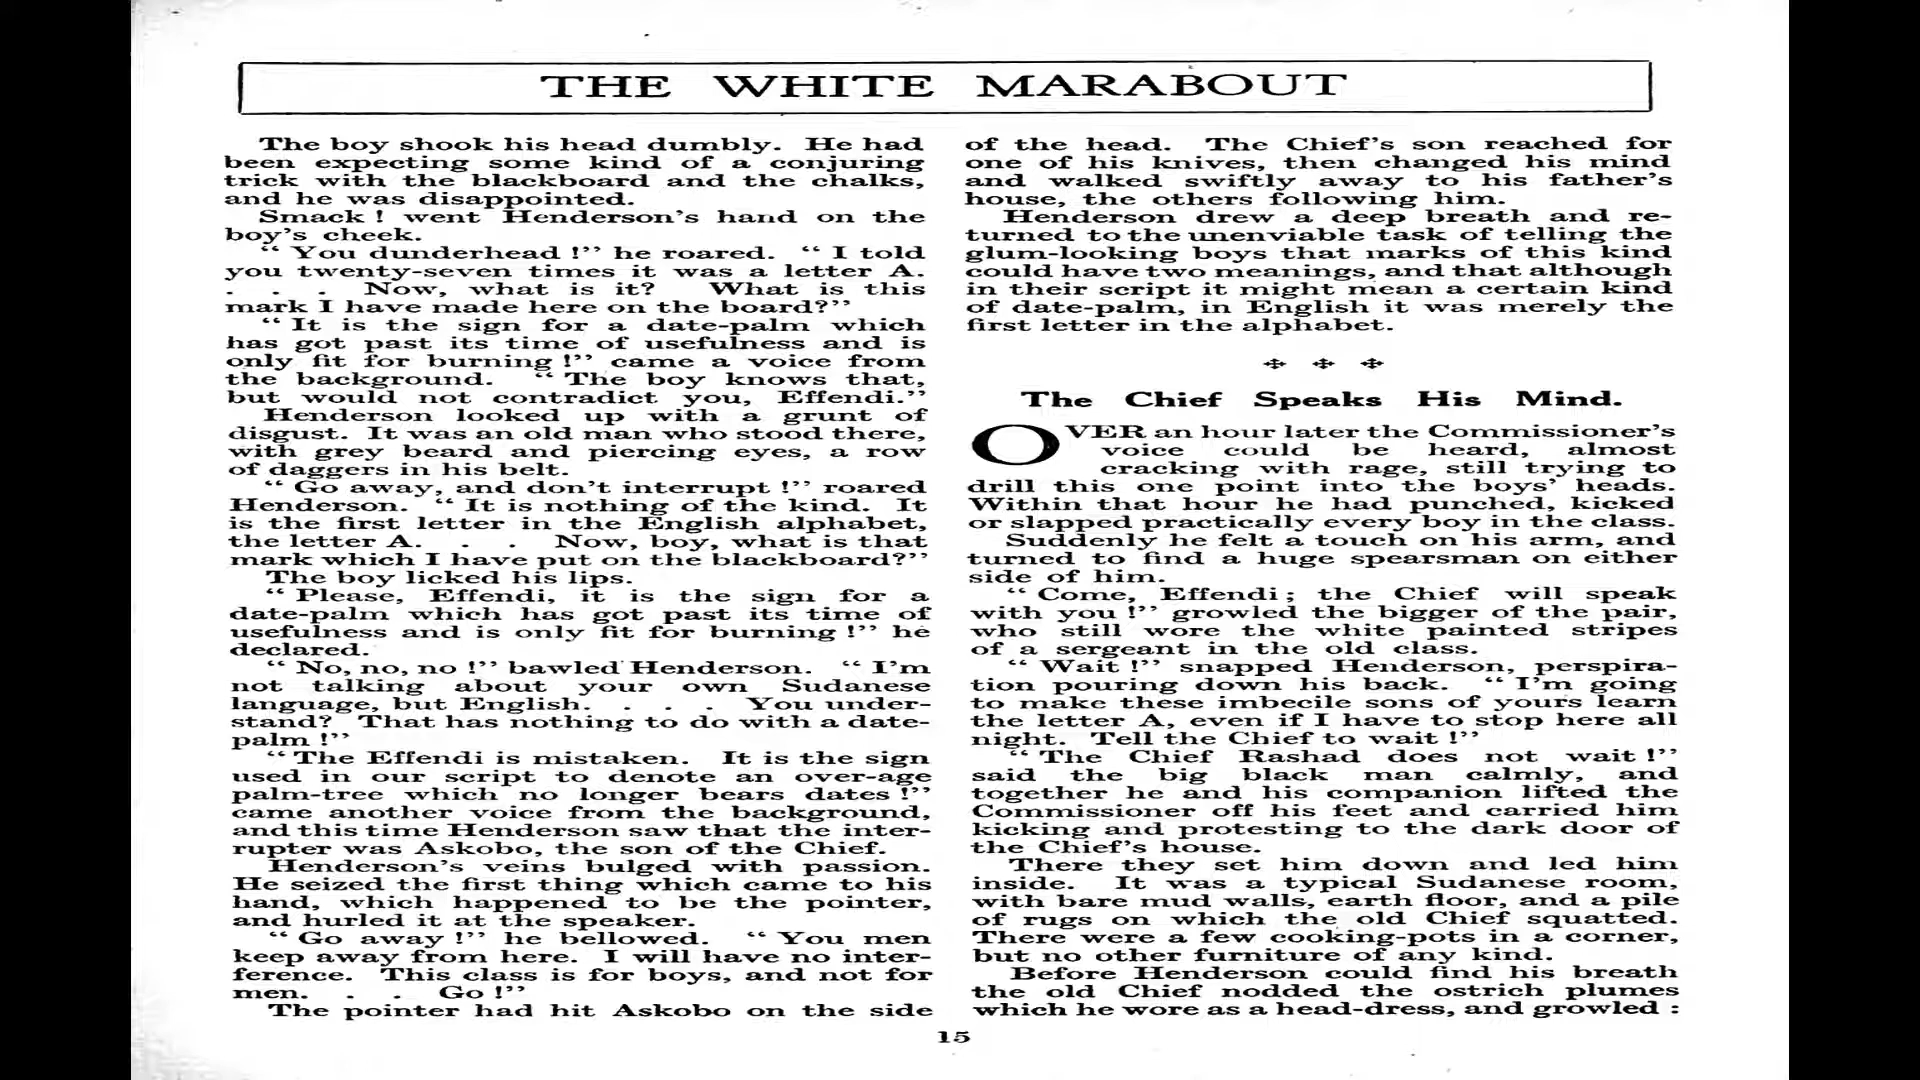 THE WHITE MARABOUT
The boy shook his head dumbly. He had
been expecting some kind of a conjuring
trick with the blackboard and the chalks,
and he was disappointed.
Smack ! went Henderson's hand on the
boy's cheek.
“ You dunderhead !” he roared. “ I told
you twenty-seven times it was a letter A.
. . . Now, what is it? What is this
mark I have made here on the board?”
“ It is the sign for a date-palm which
has got past its time of usefulness and is
only fit for burning !” came a voice from
the background. “ The boy knows that,
but would not contradict you, Effendi.”
Henderson looked up with a grunt of
disgust. It was an old man who stood there,
with grey beard and piercing eyes, a row
of daggers in his belt.
“ Go away, and don't interrupt !” roared
Henderson. “ It is nothing of the kind. It
is the first letter in the English alphabet,
the letter A. . . Now, boy, what is that
mark which I have put on the blackboard?”
The boy licked his lips.
“ Please, Effendi, it is the sign for a
date-palm which has got past its time of
usefulness and is only fit for burning !” he
declared.
“ No, no, no !” bawled Henderson. “ I'm
not talking about your own Sudanese
language, but English. . . . You under-
stand? That has nothing to do with a date-
palm !”
“ The Effendi is mistaken. It is the sign
used in our script to denote an over-age
palm-tree which no longer bears dates !”
came another voice from the background,
and this time Henderson saw that the inter-
rupter was Askobo, the son of the Chief.
Henderson's veins bulged with passion.
He seized the first thing which came to his
hand, which happened to be the pointer,
and hurled it at the speaker.
“ Go away !” he bellowed. “ You men
keep away from here. I will have no inter-
ference. This class is for boys, and not for
men. . . Go !”
The pointer had hit Askobo on the side
of the head. The Chief's son reached for
one of his knives, then changed his mind
and walked swiftly away to his father's
house, the others following him.
Henderson drew a deep breath and re-
turned to the unenviable task of telling the
glum-looking boys that marks of this kind
could have two meanings, and that although
in their script it might mean a certain kind
of date-palm, in English it was merely the
first letter in the alphabet.
The Chief Speaks His Mind.
OVER an hour later the Commissioner's
voice could be heard, almost
cracking with rage, still trying to
drill this one point into the boys' heads.
Within that hour he had punched, kicked
or slapped practically every boy in the class.
Suddenly he felt a touch on his arm, and
turned to find a huge spearsman on either
side of him.
“ Come, Effendi ; the Chief will speak
with you !” growled the bigger of the pair,
who still wore the white painted stripes
of a sergeant in the old class.
“ Wait !” snapped Henderson, perspira-
tion pouring down his back. “ I'm going
to make these imbecile sons of yours learn
the letter A, even if I have to stop here all
night. Tell the Chief to wait !”
“ The Chief Rashad does not wait !”
said the big black man calmly, and
together he and his companion lifted the
Commissioner off his feet and carried him
kicking and protesting to the dark door of
the Chief's house.
There they set him down and led him
inside. It was a typical Sudanese room,
with bare mud walls, earth floor, and a pile
of rugs on which the old Chief squatted.
There were a few cooking-pots in a corner,
but no other furniture of any kind.
Before Henderson could find his breath
the old Chief nodded the ostrich plumes
which he wore as a head-dress, and growled :
15